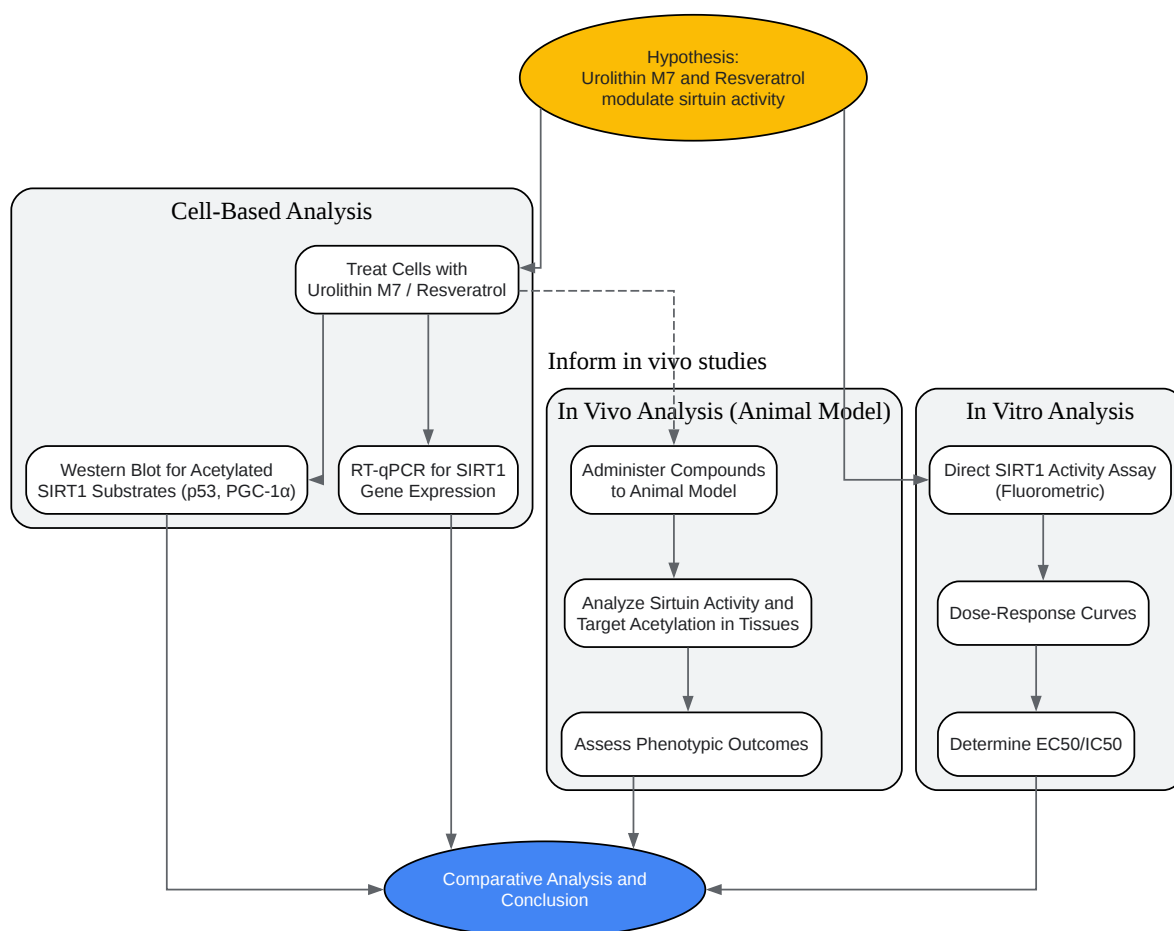 Hypothesis:
Urolithin M7 and Resveratrol
modulate sirtuin activity
Cell-Based Analysis
Treat Cells with
Urolithin M7 / Resveratrol
Western Blot for Acetylated
SIRT1 Substrates (p53, PGC-1α)
RT-qPCR for SIRT1
Gene Expression
Inform in vivo studies
In Vivo Analysis (Animal Model)
Administer Compounds
to Animal Model
Analyze Sirtuin Activity and
Target Acetylation in Tissues
Assess Phenotypic Outcomes
In Vitro Analysis
Direct SIRT1 Activity Assay
(Fluorometric)
Dose-Response Curves
Determine EC50/IC50
Comparative Analysis and
Conclusion